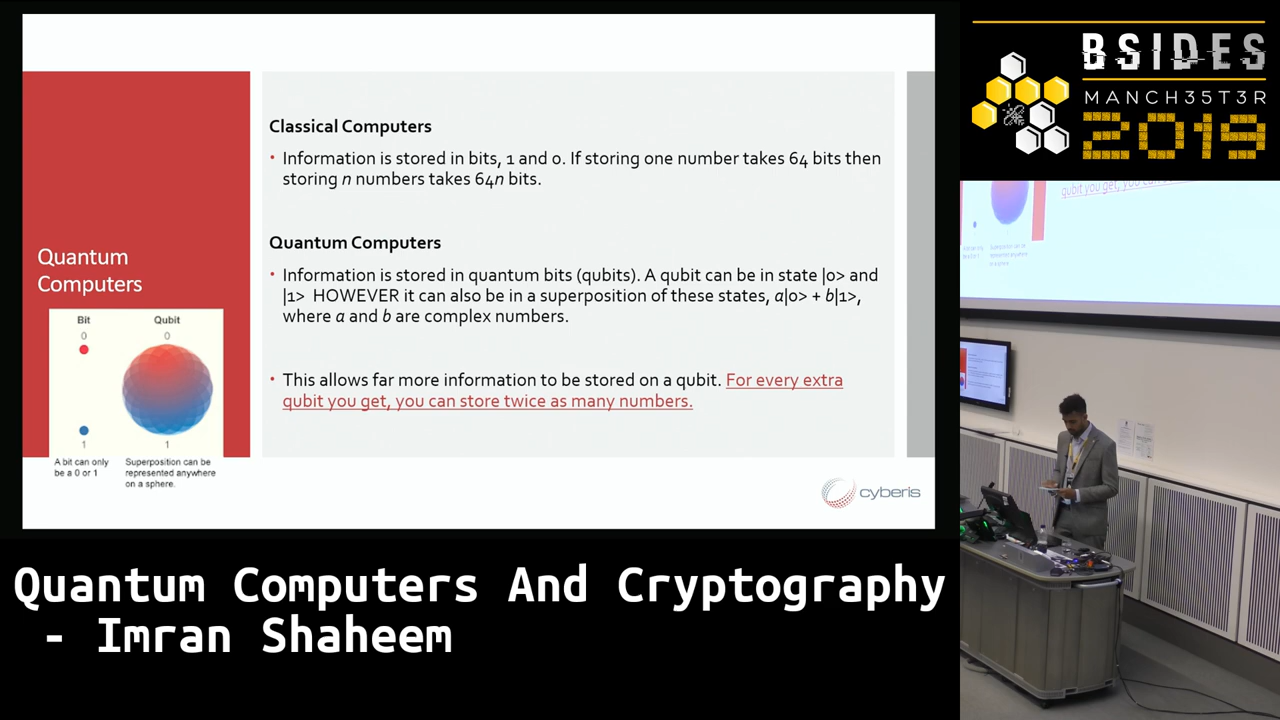 Quantum
Computers
Bit
Qubit
0
0
1
1
A bit can only
be a 0 or 1
Superposition can be
represented anywhere
on a sphere.
Classical Computers
• Information is stored in bits, 1 and 0. If storing one number takes 64 bits then
storing n numbers takes 64n bits.
Quantum Computers
• Information is stored in quantum bits (qubits). A qubit can be in state |0> and
|1> HOWEVER it can also be in a superposition of these states, a|0> + b|1>,
where a and b are complex numbers.
• This allows far more information to be stored on a qubit. For every extra
qubit you get, you can store twice as many numbers.
cyberis
BSIDES
MANCH35T3R
2019
qubit you get, you can
Quantum Computers And Cryptography
- Imran Shaheem